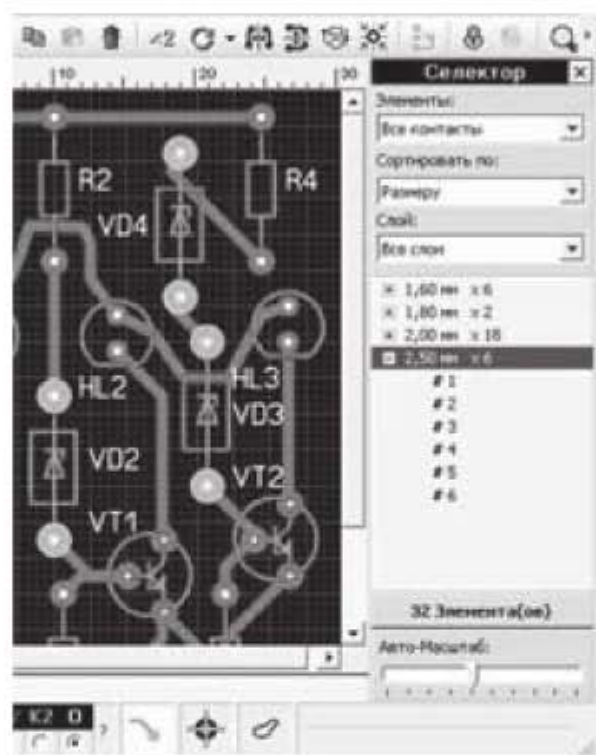 10 20 30
Селектор
Элементы:
Все контакты
Сортировать по:
Размеру
Слой:
Все слои
1,60 мм x 6
1,80 мм x 2
2,00 мм x 18
2,50 мм x 6
# 1
# 2
# 3
# 4
# 5
# 6
32 Элемента(ов)
Авто-Масштаб:
R2
R4
VD4
HL2
HL3
VD3
VD2
VT2
VT1
K2 0